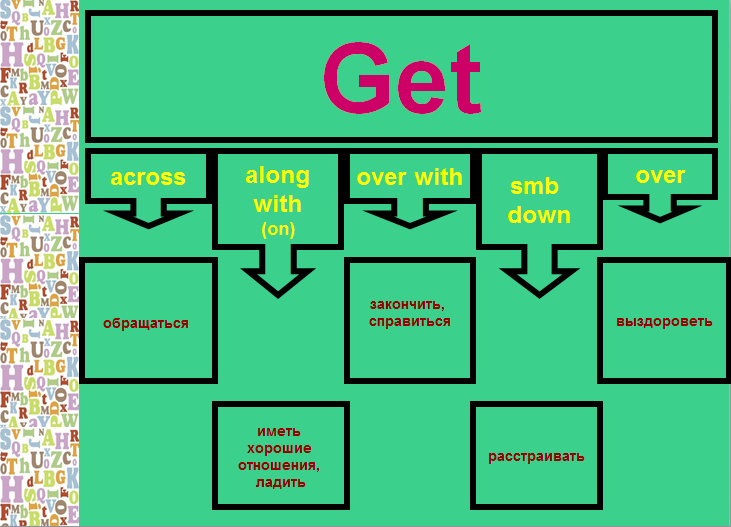 Get
across
along
with
(on)
over with
smb
down
over
обращаться
закончить,
справиться
выздороветь
иметь
хорошие
отношения,
ладить
расстраивать